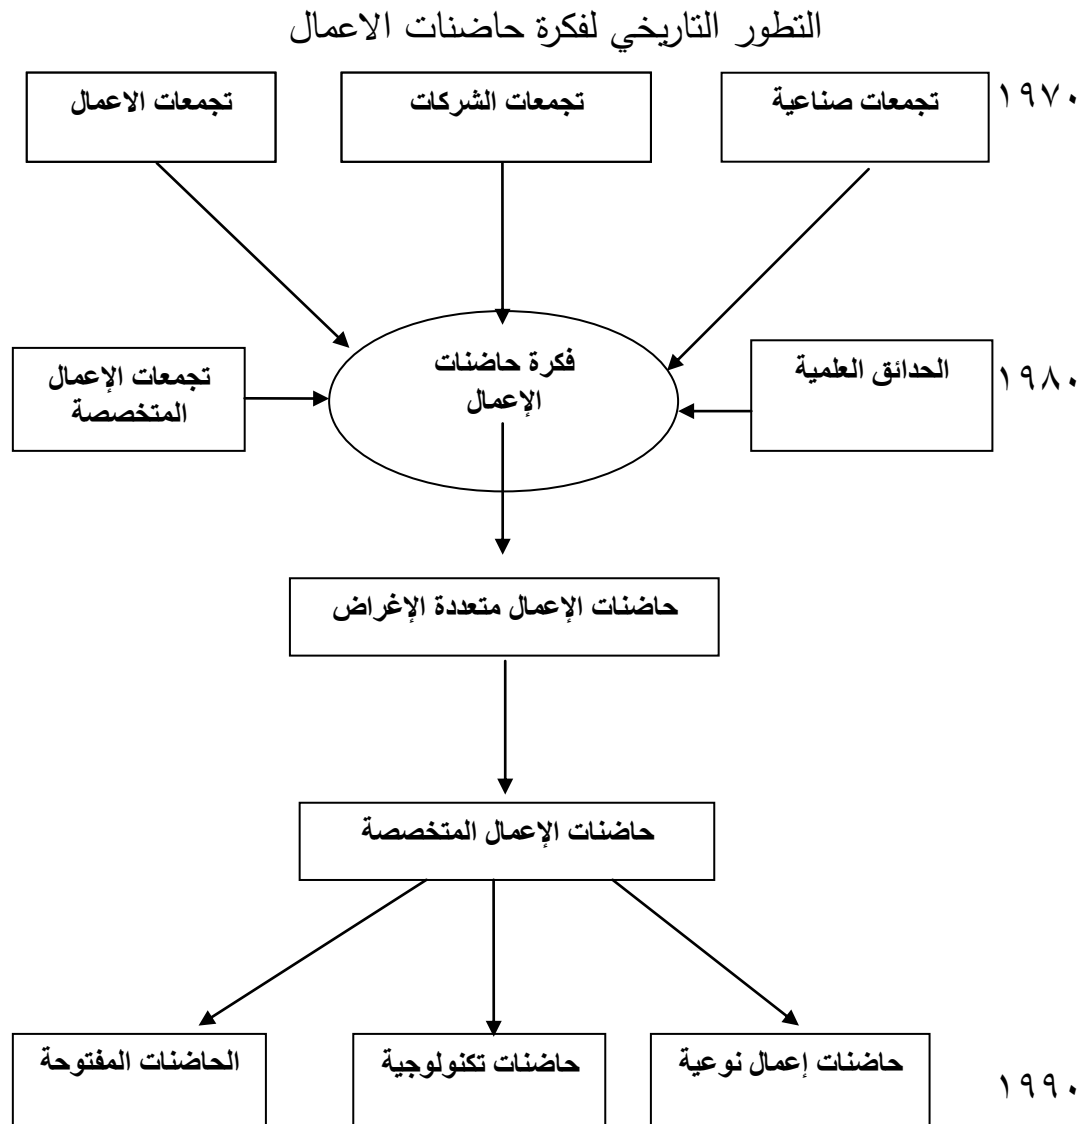 التطور التاريخي لفكرة حاضنات الاعمال
١٩٧٠
تجمعات صناعية
تجمعات الشركات
تجمعات الاعمال
١٩٨٠
الحدائق العلمية
فكرة حاضنات
الإعمال
تجمعات الإعمال
المتخصصة
حاضنات الإعمال متعددة الإغراض
حاضنات الإعمال المتخصصة
١٩٩٠
حاضنات إعمال نوعية
حاضنات تكنولوجية
الحاضنات المفتوحة